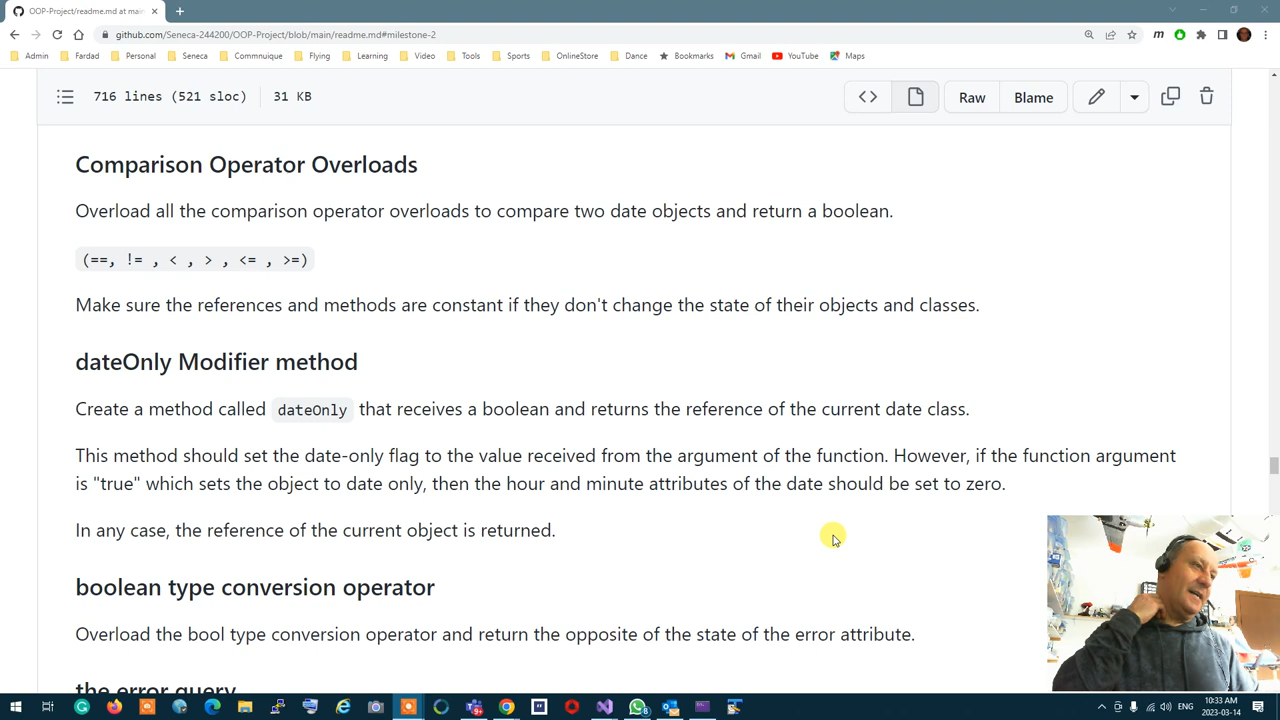 OOP-Project/readme.md at main
github.com/Seneca-244200/OOP-Project/blob/main/readme.md#milestone-2
m
Admin Fardad Personal Seneca Commnuique Flying Learning Video Tools Sports OnlineStore Dance Bookmarks Gmail YouTube Maps
716 lines (521 sloc) 31 KB
Raw Blame
Comparison Operator Overloads
Overload all the comparison operator overloads to compare two date objects and return a boolean.
(==, != , < , > , <= , >=)
Make sure the references and methods are constant if they don't change the state of their objects and classes.
dateOnly Modifier method
Create a method called dateOnly that receives a boolean and returns the reference of the current date class.
This method should set the date-only flag to the value received from the argument of the function. However, if the function argument
is "true" which sets the object to date only, then the hour and minute attributes of the date should be set to zero.
In any case, the reference of the current object is returned.
boolean type conversion operator
Overload the bool type conversion operator and return the opposite of the state of the error attribute.
the error query
ENG
10:33 AM
2023-03-14